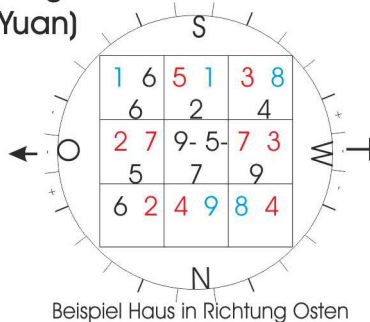 Yuan)
S
1 6 5 1 3 8
6 2 4
O 2 7 9- 5- 7 3 W
5 7 9
6 2 4 9 8 4
N
Beispiel Haus in Richtung Osten